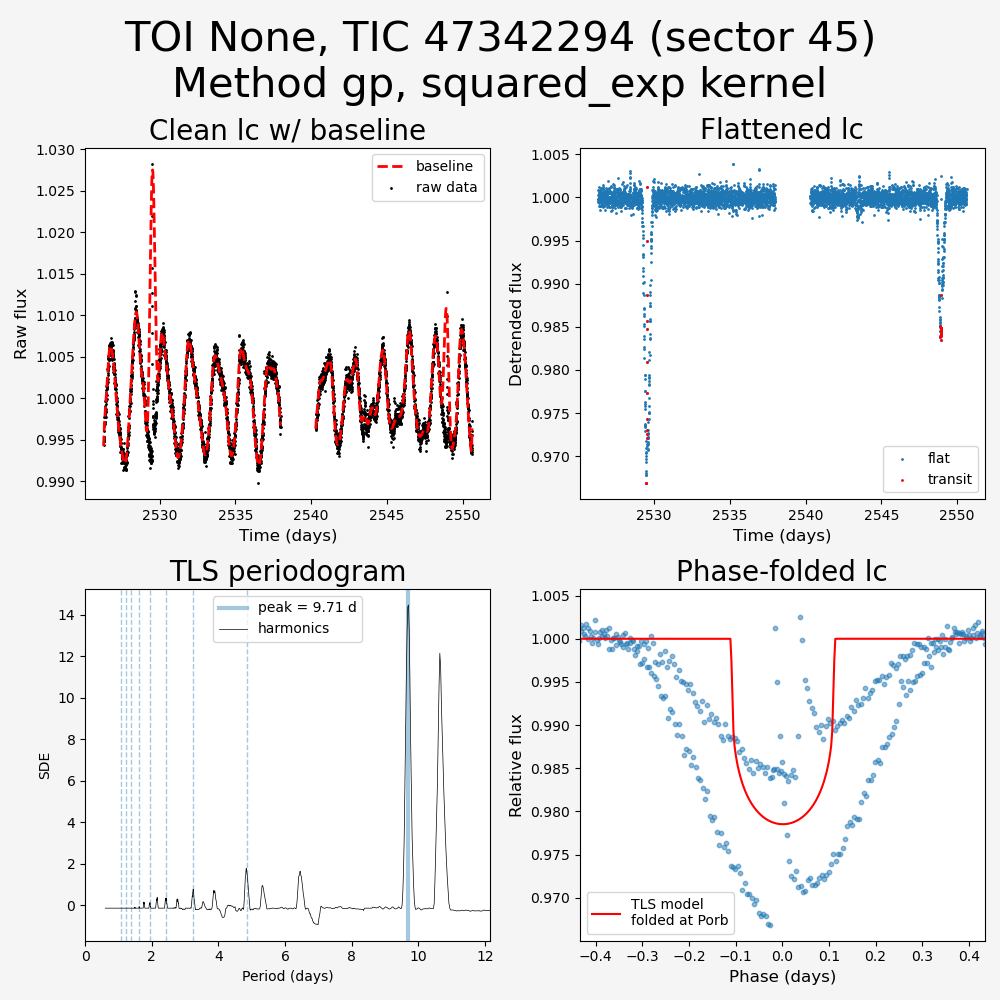 TOI None, TIC 47342294 (sector 45)
Method gp, squared_exp kernel
Clean lc w/ baseline
Raw flux
1.030
1.025
1.020
1.015
1.010
1.005
1.000
0.995
0.990
baseline
raw data
2530
2535
2540
2545
2550
Time (days)
Flattened lc
Detrended flux
1.005
1.000
0.995
0.990
0.985
0.980
0.975
0.970
flat
transit
2530
2535
2540
2545
2550
Time (days)
TLS periodogram
SDE
14
12
10
8
6
4
2
0
peak = 9.71 d
harmonics
0
2
4
6
8
10
12
Period (days)
Phase-folded lc
Relative flux
1.005
1.000
0.995
0.990
0.985
0.980
0.975
0.970
TLS model
folded at Porb
−0.4
−0.3
−0.2
−0.1
0.0
0.1
0.2
0.3
0.4
Phase (days)